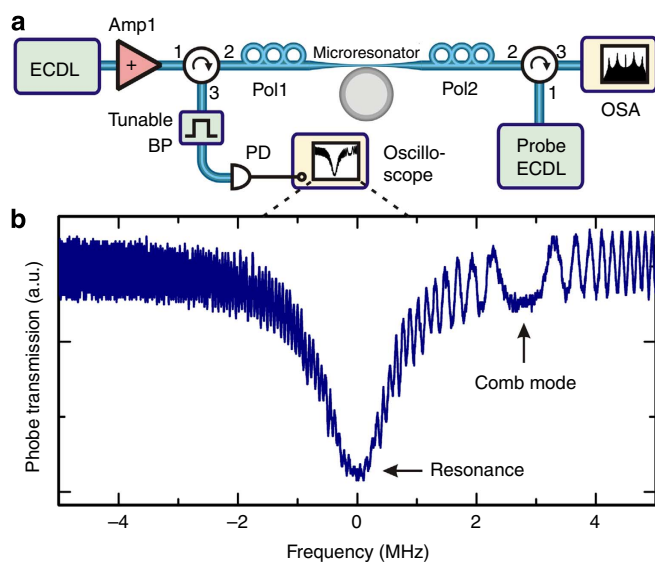 a
ECDL
Amp1
+
1
2
3
Pol1
Microresonator
Pol2
2
3
1
OSA
Tunable
BP
PD
Oscillo-
scope
Probe
ECDL
b
Phobe transmission (a.u.)
Comb mode
Resonance
−4
−2
0
2
4
Frequency (MHz)